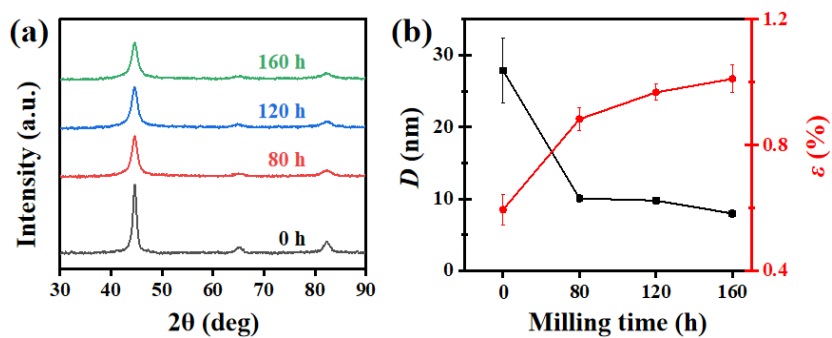 (a)
Intensity (a.u.)
160 h
120 h
80 h
0 h
30 40 50 60 70 80 90
2θ (deg)
(b)
D (nm)
30
20
10
0
0 80 120 160
Milling time (h)
1.2
0.8
0.4
ε (%)